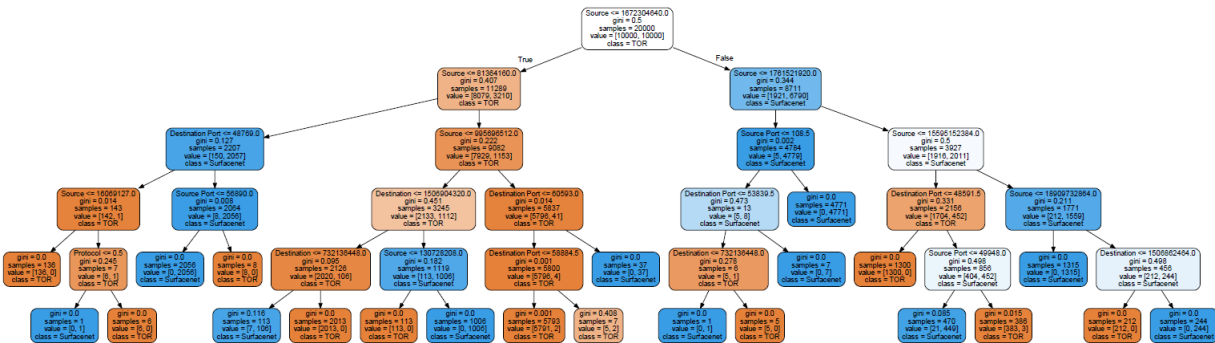 Source <= 1672304640.0
gini = 0.5
samples = 20000
value = [10000, 10000]
class = TOR
True
False
Source <= 81364160.0
gini = 0.407
samples = 11289
value = [8079, 3210]
class = TOR
Source <= 1761521920.0
gini = 0.344
samples = 8711
value = [1921, 6790]
class = Surfacenet
Destination Port <= 48769.0
gini = 0.127
samples = 2207
value = [150, 2057]
class = Surfacenet
Source <= 995696512.0
gini = 0.222
samples = 9082
value = [7929, 1153]
class = TOR
Source Port <= 108.5
gini = 0.002
samples = 4784
value = [5, 4779]
class = Surfacenet
Source <= 15595152384.0
gini = 0.5
samples = 3927
value = [1916, 2011]
class = Surfacenet
Source <= 16069127.0
gini = 0.014
samples = 143
value = [142, 1]
class = TOR
Source Port <= 56890.0
gini = 0.008
samples = 2064
value = [8, 2056]
class = Surfacenet
Destination <= 1506904320.0
gini = 0.451
samples = 3245
value = [2133, 1112]
class = TOR
Destination Port <= 60593.0
gini = 0.014
samples = 5837
value = [5796, 41]
class = TOR
Destination Port <= 53839.5
gini = 0.473
samples = 13
value = [5, 8]
class = Surfacenet
gini = 0.0
samples = 4771
value = [0, 4771]
class = Surfacenet
Destination Port <= 48591.5
gini = 0.331
samples = 2156
value = [1704, 452]
class = TOR
Source <= 18909732864.0
gini = 0.211
samples = 1771
value = [212, 1559]
class = Surfacenet
gini = 0.0
samples = 136
value = [136, 0]
class = TOR
Protocol <= 0.5
gini = 0.245
samples = 7
value = [6, 1]
class = TOR
gini = 0.0
samples = 2056
value = [0, 2056]
class = Surfacenet
gini = 0.0
samples = 8
value = [8, 0]
class = TOR
Destination <= 732136448.0
gini = 0.095
samples = 2126
value = [2020, 106]
class = TOR
Source <= 130728208.0
gini = 0.182
samples = 1119
value = [113, 1006]
class = Surfacenet
Destination Port <= 58884.5
gini = 0.001
samples = 5800
value = [5796, 4]
class = TOR
gini = 0.0
samples = 37
value = [0, 37]
class = Surfacenet
Destination <= 732136448.0
gini = 0.278
samples = 6
value = [5, 1]
class = TOR
gini = 0.0
samples = 7
value = [0, 7]
class = Surfacenet
gini = 0.0
samples = 1300
value = [1300, 0]
class = TOR
Source Port <= 49948.0
gini = 0.498
samples = 856
value = [404, 452]
class = Surfacenet
gini = 0.0
samples = 1315
value = [0, 1315]
class = Surfacenet
Destination <= 1506862464.0
gini = 0.498
samples = 456
value = [212, 244]
class = Surfacenet
gini = 0.0
samples = 1
value = [0, 1]
class = Surfacenet
gini = 0.0
samples = 6
value = [6, 0]
class = TOR
gini = 0.116
samples = 113
value = [7, 106]
class = Surfacenet
gini = 0.0
samples = 2013
value = [2013, 0]
class = TOR
gini = 0.0
samples = 113
value = [113, 0]
class = TOR
gini = 0.0
samples = 1006
value = [0, 1006]
class = Surfacenet
gini = 0.001
samples = 5793
value = [5791, 2]
class = TOR
gini = 0.408
samples = 7
value = [5, 2]
class = TOR
gini = 0.0
samples = 1
value = [0, 1]
class = Surfacenet
gini = 0.0
samples = 5
value = [5, 0]
class = TOR
gini = 0.085
samples = 470
value = [21, 449]
class = Surfacenet
gini = 0.015
samples = 386
value = [383, 3]
class = TOR
gini = 0.0
samples = 212
value = [212, 0]
class = TOR
gini = 0.0
samples = 244
value = [0, 244]
class = Surfacenet